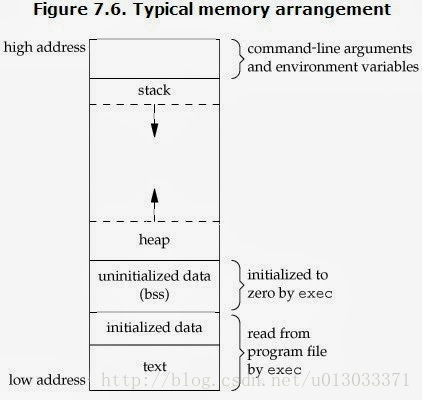 Figure 7.6. Typical memory arrangement
high address
command-line arguments
and environment variables
stack
heap
uninitialized data
(bss)
initialized to
zero by exec
initialized data
read from
program file
by exec
text
low address
http://blog.csdn.net/u013033371